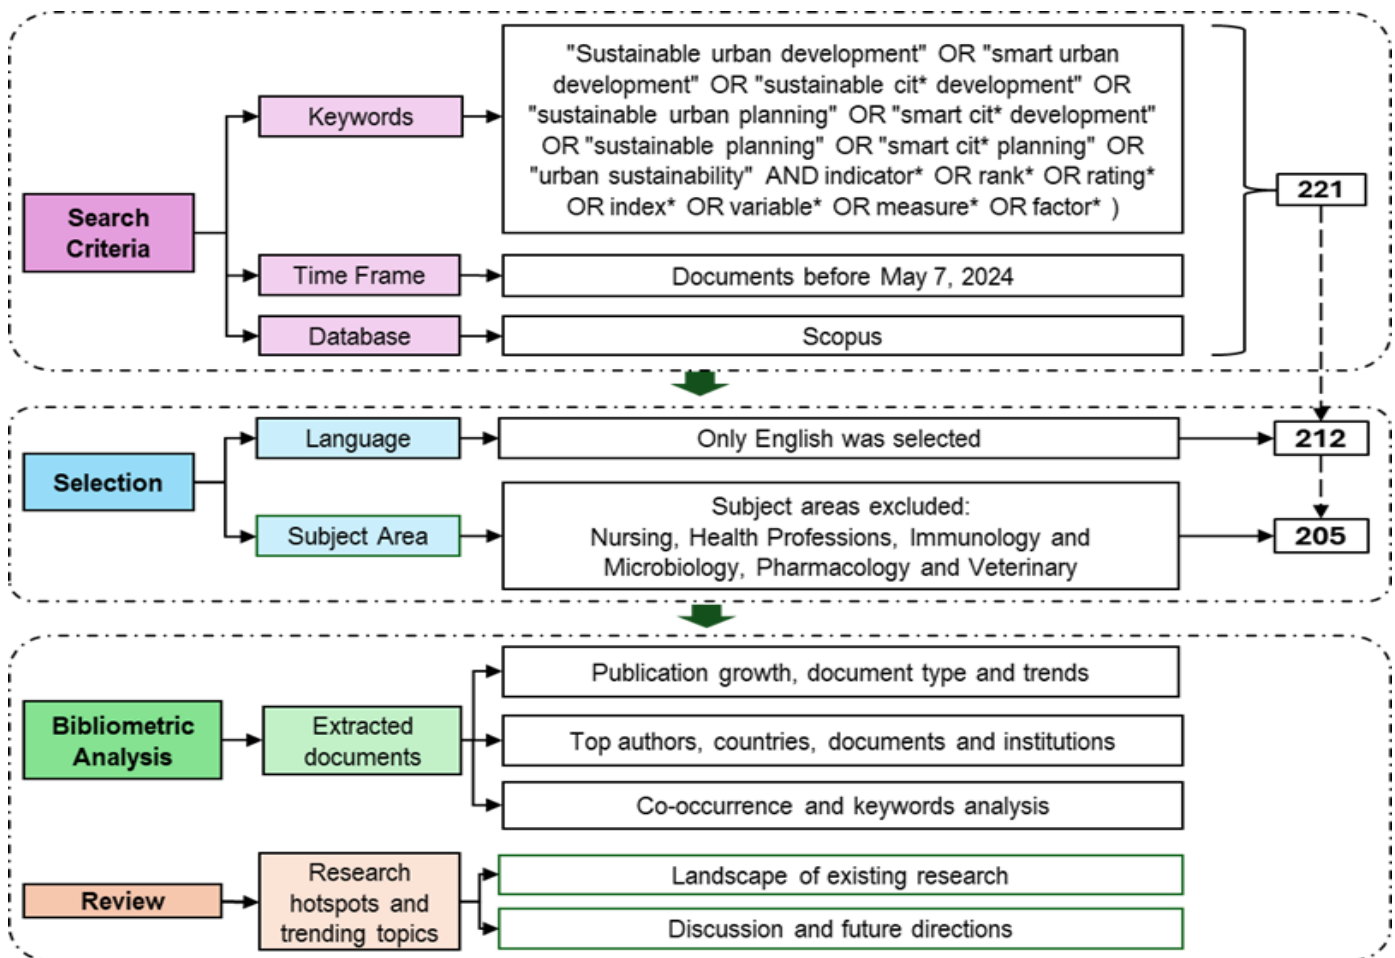 "Sustainable urban development" OR "smart urban
development" OR "sustainable cit* development" OR
"sustainable urban planning" OR "smart cit* development"
OR "sustainable planning" OR "smart cit* planning" OR
"urban sustainability" AND indicator* OR rank* OR rating*
OR index* OR variable* OR measure* OR factor* )
Keywords
221
Search
Criteria
Time Frame
Documents before May 7, 2024
Database
Scopus
Language
Only English was selected
212
Selection
Subject Area
Subject areas excluded:
Nursing, Health Professions, Immunology and
Microbiology, Pharmacology and Veterinary
205
Publication growth, document type and trends
Bibliometric
Analysis
Extracted
documents
Top authors, countries, documents and institutions
Co-occurrence and keywords analysis
Review
Research
hotspots and
trending topics
Landscape of existing research
Discussion and future directions